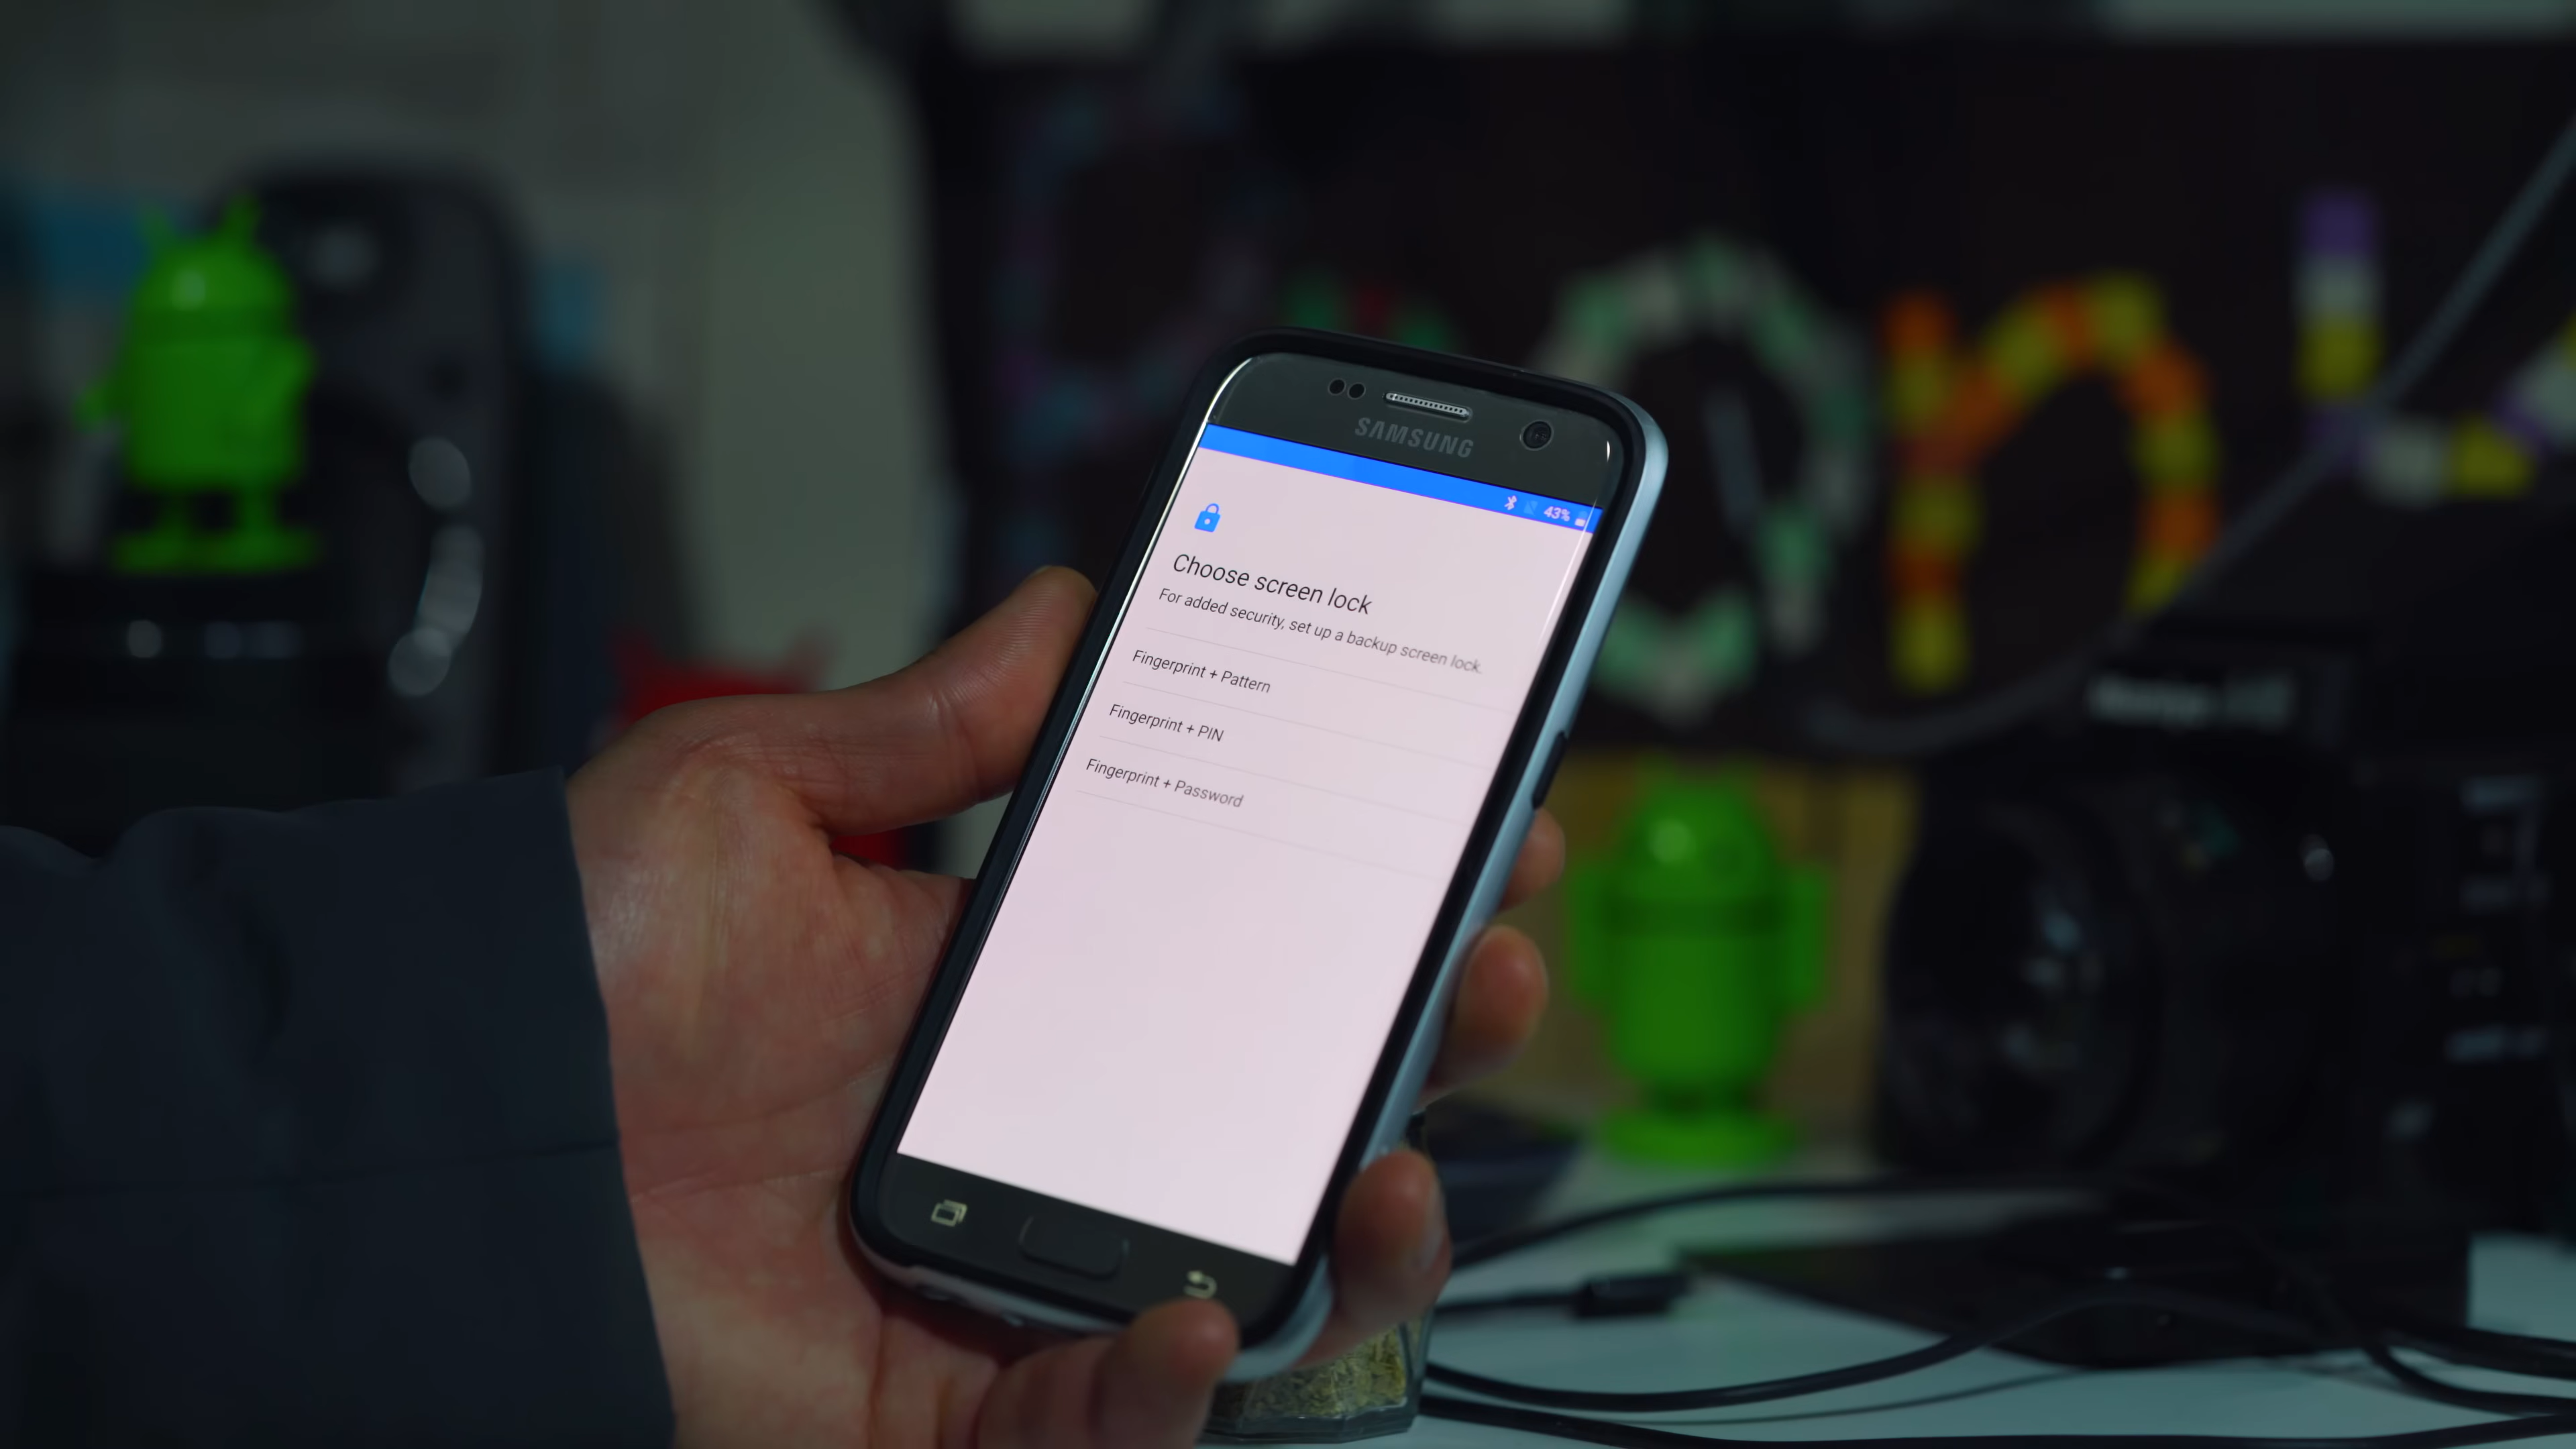 SAMSUNG
43%
Choose screen lock
For added security, set up a backup screen lock.
Fingerprint + Pattern
Fingerprint + PIN
Fingerprint + Password